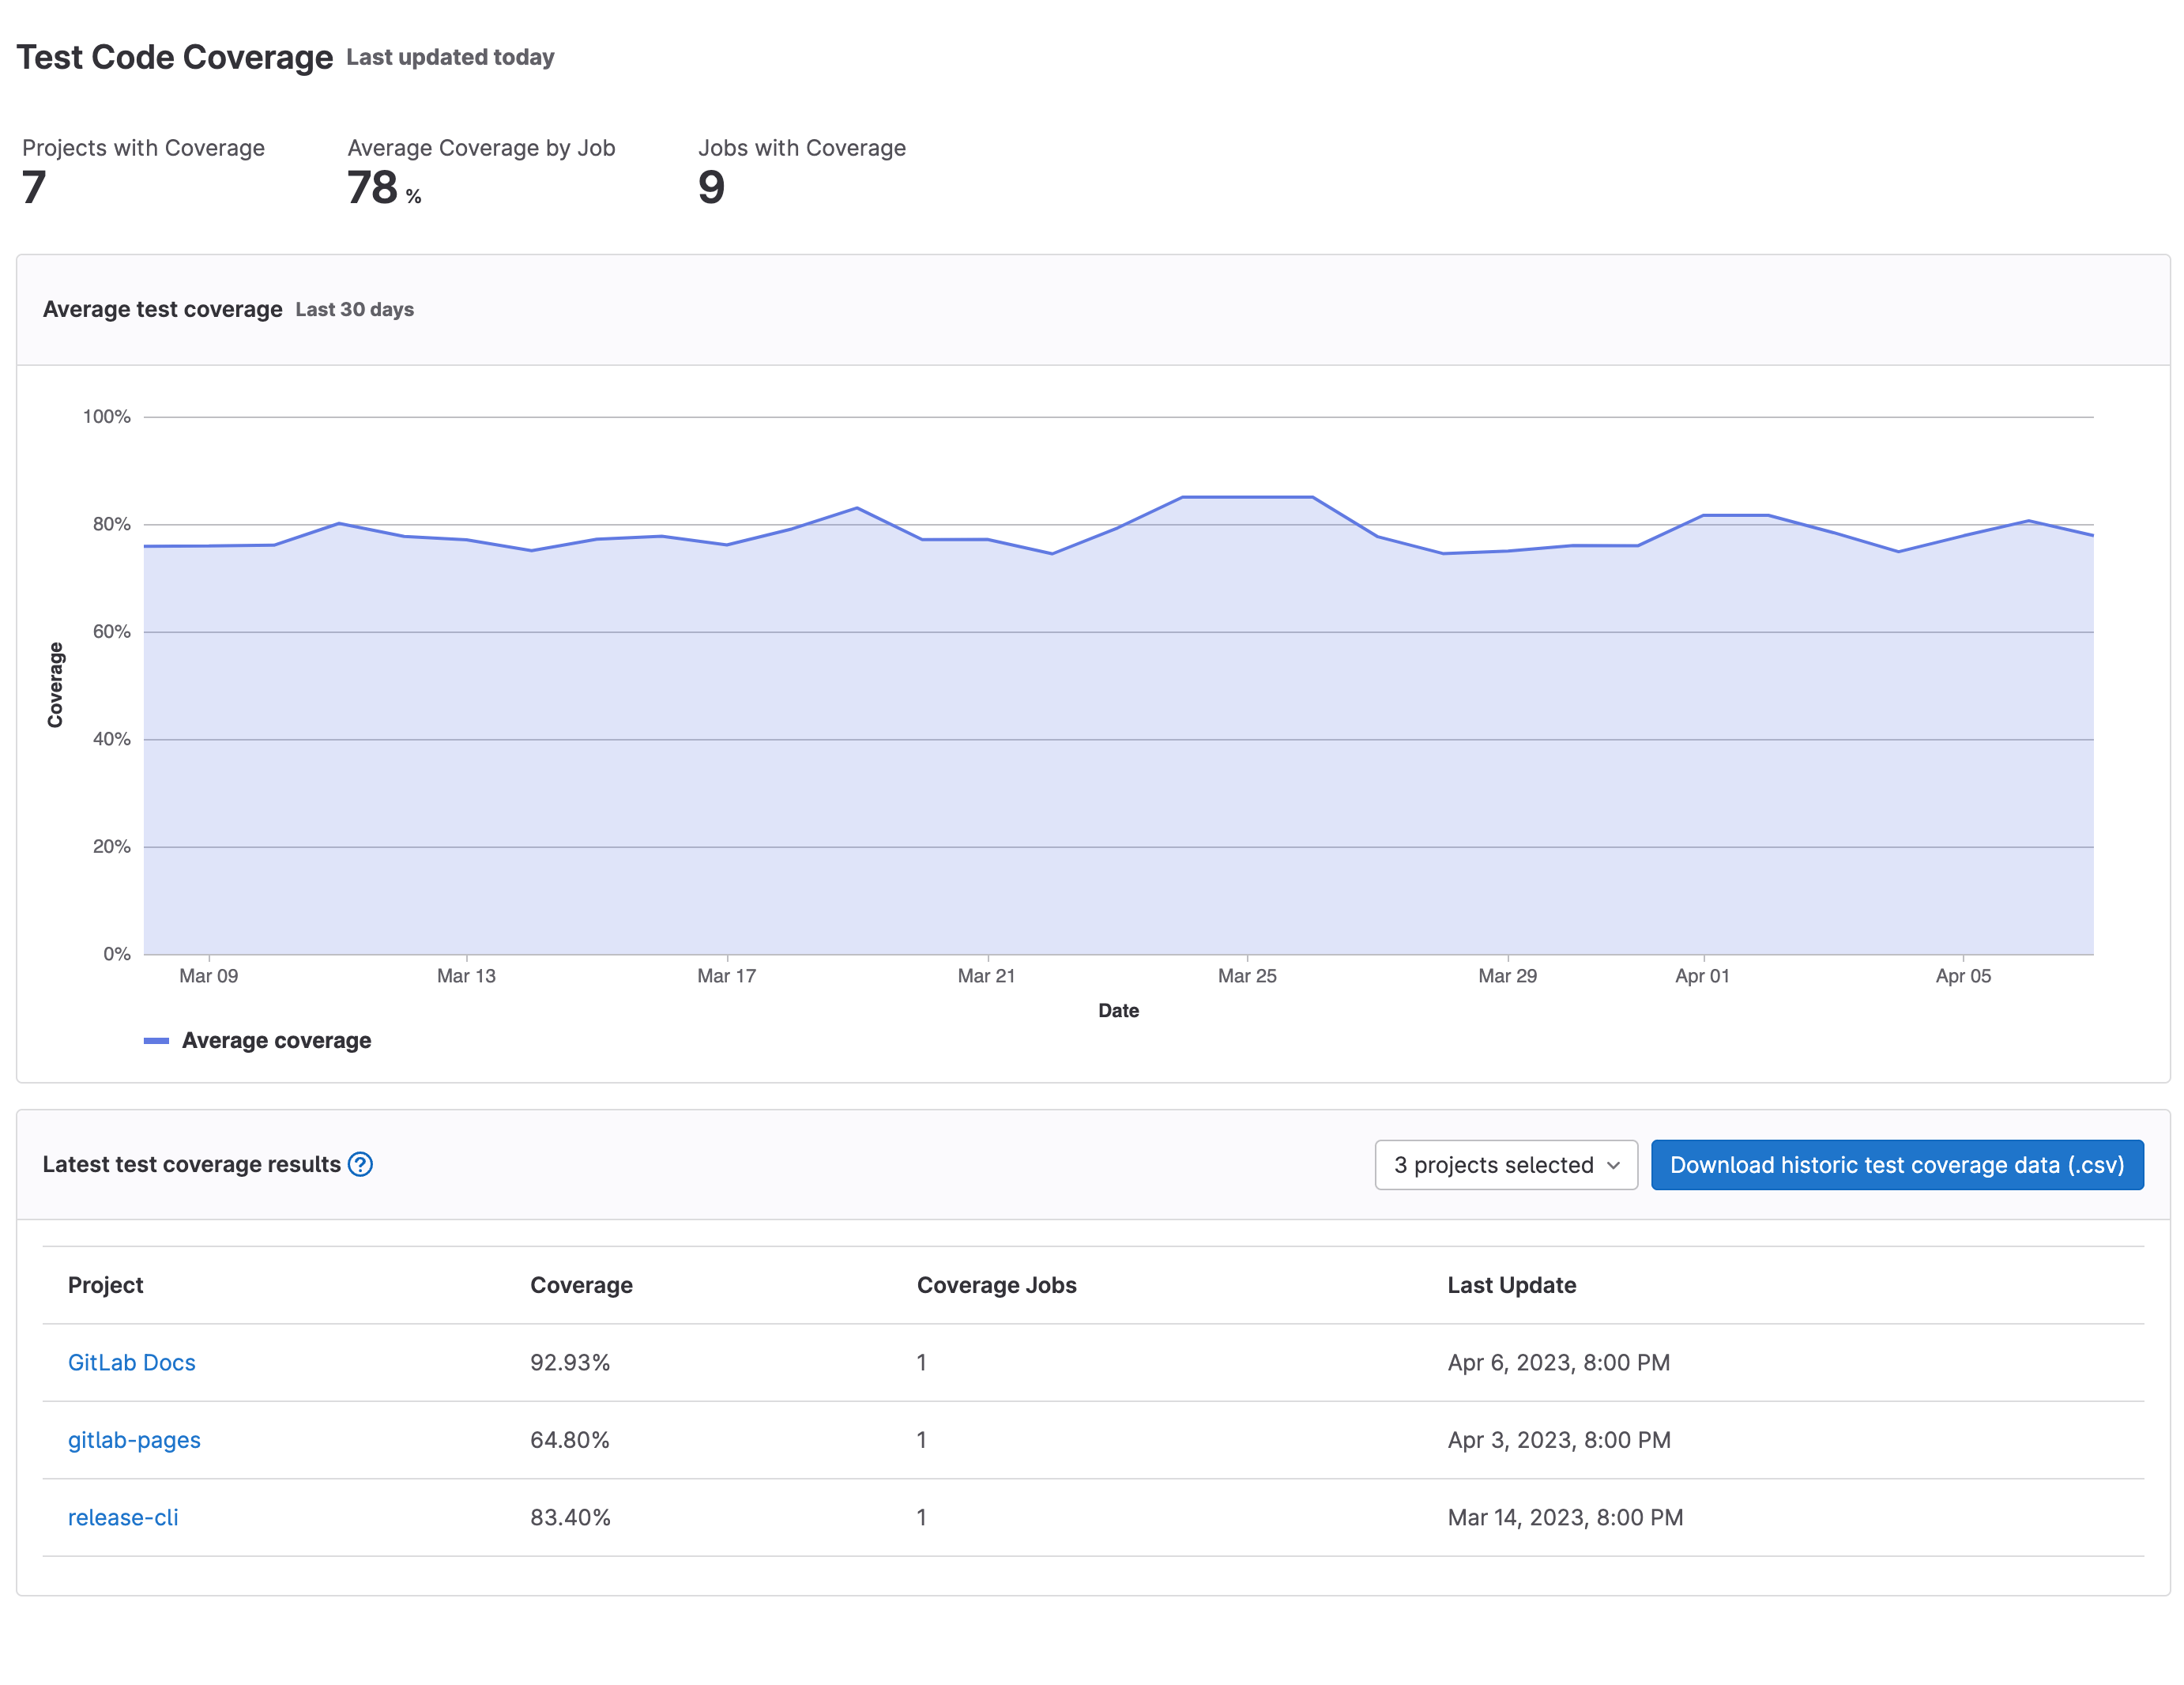 Test Code Coverage Last updated today
Projects with Coverage Average Coverage by Job Jobs with Coverage
7 78 % 9
Average test coverage Last 30 days
100%
80%
60%
40%
20%
0%
Coverage
Mar 09 Mar 13 Mar 17 Mar 21 Mar 25 Mar 29 Apr 01 Apr 05
Date
Average coverage
Latest test coverage results ? 3 projects selected Download historic test coverage data (.csv)
Project Coverage Coverage Jobs Last Update
GitLab Docs 92.93% 1 Apr 6, 2023, 8:00 PM
gitlab-pages 64.80% 1 Apr 3, 2023, 8:00 PM
release-cli 83.40% 1 Mar 14, 2023, 8:00 PM